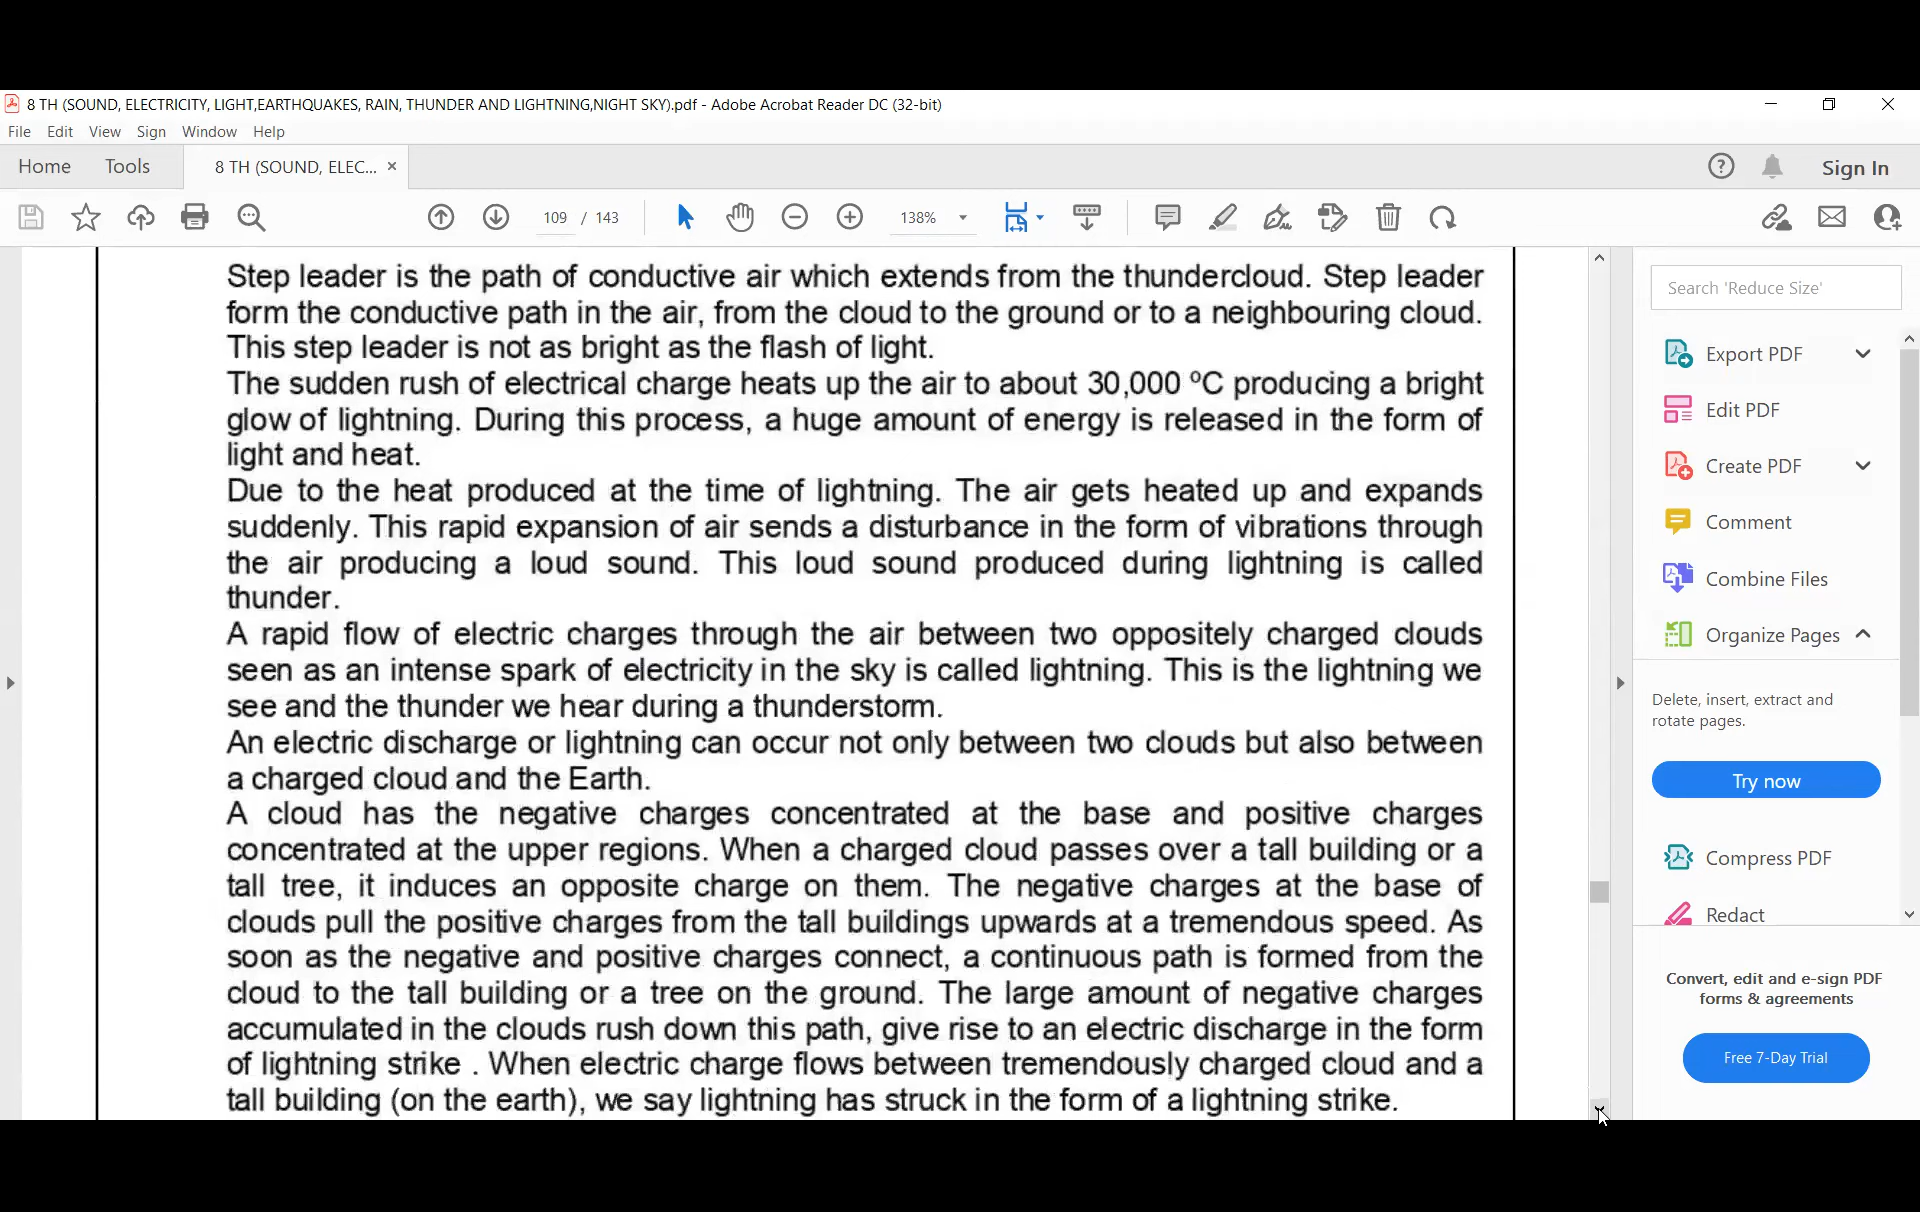 8 TH (SOUND, ELECTRICITY, LIGHT,EARTHQUAKES, RAIN, THUNDER AND LIGHTNING,NIGHT SKY).pdf - Adobe Acrobat Reader DC (32-bit)
File Edit View Sign Window Help
Home Tools 8 TH (SOUND, ELEC... × Sign In
109 / 143 138%
Step leader is the path of conductive air which extends from the thundercloud. Step leader
form the conductive path in the air, from the cloud to the ground or to a neighbouring cloud.
This step leader is not as bright as the flash of light.
The sudden rush of electrical charge heats up the air to about 30,000 ºC producing a bright
glow of lightning. During this process, a huge amount of energy is released in the form of
light and heat.
Due to the heat produced at the time of lightning. The air gets heated up and expands
suddenly. This rapid expansion of air sends a disturbance in the form of vibrations through
the air producing a loud sound. This loud sound produced during lightning is called
thunder.
A rapid flow of electric charges through the air between two oppositely charged clouds
seen as an intense spark of electricity in the sky is called lightning. This is the lightning we
see and the thunder we hear during a thunderstorm.
An electric discharge or lightning can occur not only between two clouds but also between
a charged cloud and the Earth.
A cloud has the negative charges concentrated at the base and positive charges
concentrated at the upper regions. When a charged cloud passes over a tall building or a
tall tree, it induces an opposite charge on them. The negative charges at the base of
clouds pull the positive charges from the tall buildings upwards at a tremendous speed. As
soon as the negative and positive charges connect, a continuous path is formed from the
cloud to the tall building or a tree on the ground. The large amount of negative charges
accumulated in the clouds rush down this path, give rise to an electric discharge in the form
of lightning strike . When electric charge flows between tremendously charged cloud and a
tall building (on the earth), we say lightning has struck in the form of a lightning strike.
Search 'Reduce Size'
Export PDF
Edit PDF
Create PDF
Comment
Combine Files
Organize Pages
Delete, insert, extract and
rotate pages.
Try now
Compress PDF
Redact
Convert, edit and e-sign PDF
forms & agreements
Free 7-Day Trial